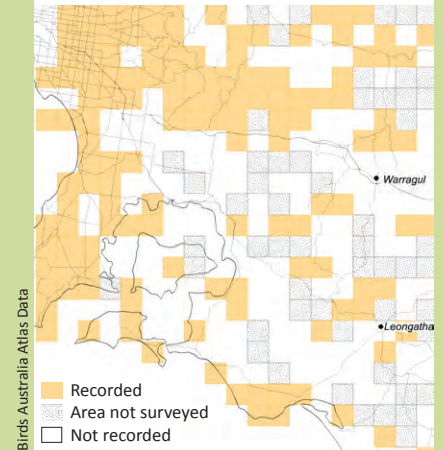 Warragul
Leongatha
Birds Australia Atlas Data
Recorded
Area not surveyed
Not recorded